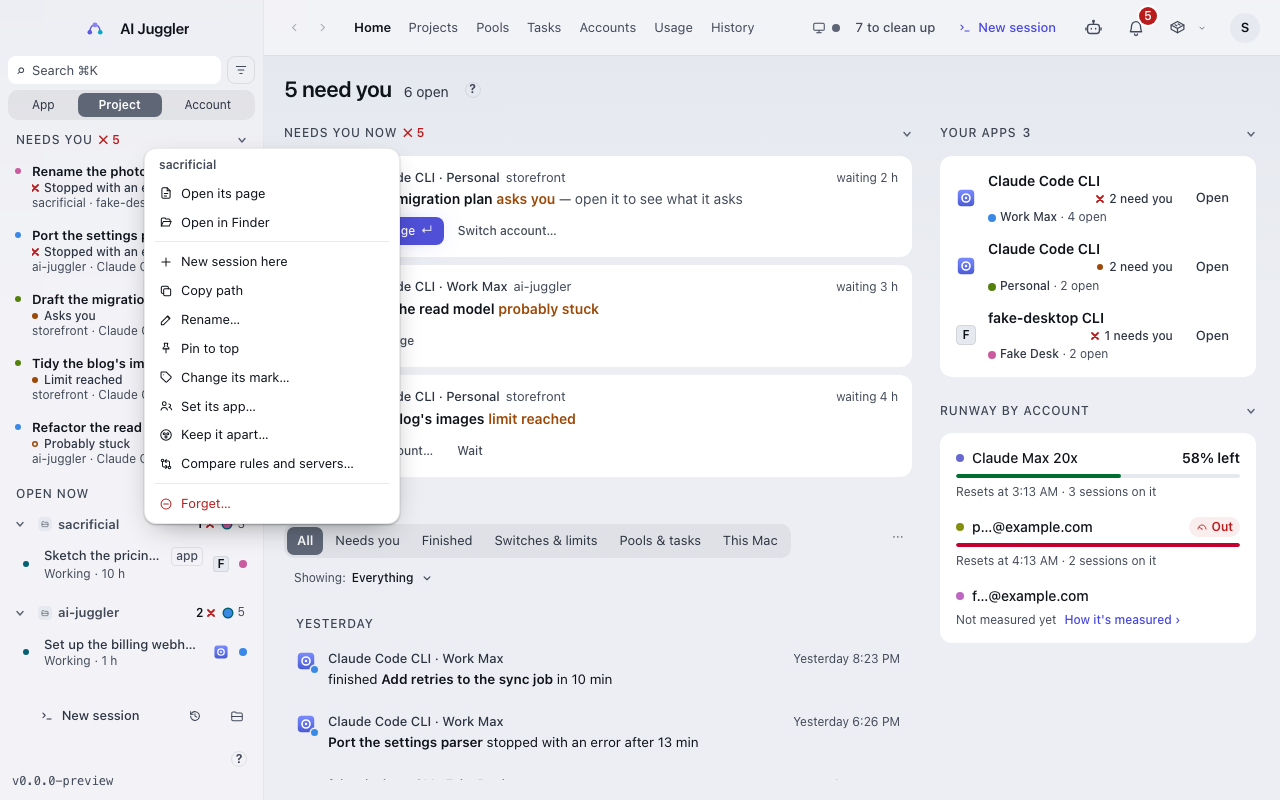 AI Juggler
Search ⌘K
App Project Account
NEEDS YOU 5
Rename the photo
Stopped with an e
sacrificial · fake-des
Port the settings p
Stopped with an e
ai-juggler · Claude C
Draft the migratio
Asks you
storefront · Claude C
Tidy the blog's im
Limit reached
storefront · Claude C
Refactor the read
Probably stuck
ai-juggler · Claude C
OPEN NOW
sacrificial
Sketch the pricin... app F
Working · 10 h
ai-juggler 2 5
Set up the billing webh...
Working · 1 h
New session
?
v0.0.0-preview
sacrificial
Open its page
Open in Finder
New session here
Copy path
Rename...
Pin to top
Change its mark...
Set its app...
Keep it apart...
Compare rules and servers...
Forget...
Home Projects Pools Tasks Accounts Usage History
7 to clean up New session 5 S
5 need you 6 open ?
NEEDS YOU NOW 5
de CLI · Personal storefront waiting 2 h
migration plan asks you — open it to see what it asks
ge Switch account...
de CLI · Work Max ai-juggler waiting 3 h
he read model probably stuck
ge
de CLI · Personal storefront waiting 4 h
log's images limit reached
ount... Wait
All Needs you Finished Switches & limits Pools & tasks This Mac ...
Showing: Everything
YESTERDAY
Claude Code CLI · Work Max Yesterday 8:23 PM
finished Add retries to the sync job in 10 min
Claude Code CLI · Work Max Yesterday 6:26 PM
Port the settings parser stopped with an error after 13 min
YOUR APPS 3
Claude Code CLI
2 need you Open
Work Max · 4 open
Claude Code CLI
2 need you Open
Personal · 2 open
F fake-desktop CLI
1 needs you Open
Fake Desk · 2 open
RUNWAY BY ACCOUNT
Claude Max 20x 58% left
Resets at 3:13 AM · 3 sessions on it
p...@example.com Out
Resets at 4:13 AM · 2 sessions on it
f...@example.com
Not measured yet How it's measured ›